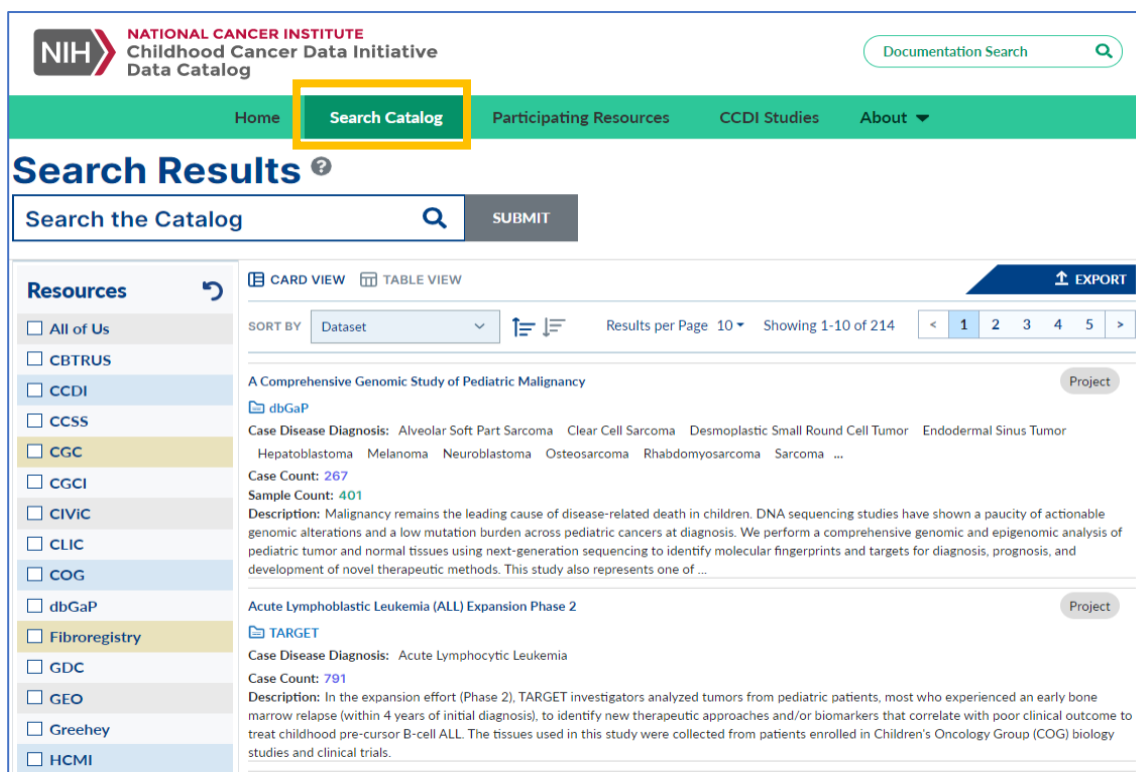 NIH
NATIONAL CANCER INSTITUTE
Childhood Cancer Data Initiative
Data Catalog
Documentation Search
Home
Search Catalog
Participating Resources
CCDI Studies
About
Search Results ?
Search the Catalog
SUBMIT
Resources
All of Us
CBTRUS
CCDI
CCSS
CGC
CGCI
CIViC
CLIC
COG
dbGaP
Fibroregistry
GDC
GEO
Greehey
HCMI
CARD VIEW
TABLE VIEW
EXPORT
SORT BY
Dataset
Results per Page 10
Showing 1-10 of 214
< 1 2 3 4 5 >
A Comprehensive Genomic Study of Pediatric Malignancy
Project
dbGaP
Case Disease Diagnosis: Alveolar Soft Part Sarcoma Clear Cell Sarcoma Desmoplastic Small Round Cell Tumor Endodermal Sinus Tumor
Hepatoblastoma Melanoma Neuroblastoma Osteosarcoma Rhabdomyosarcoma Sarcoma ...
Case Count: 267
Sample Count: 401
Description: Malignancy remains the leading cause of disease-related death in children. DNA sequencing studies have shown a paucity of actionable
genomic alterations and a low mutation burden across pediatric cancers at diagnosis. We perform a comprehensive genomic and epigenomic analysis of
pediatric tumor and normal tissues using next-generation sequencing to identify molecular fingerprints and targets for diagnosis, prognosis, and
development of novel therapeutic methods. This study also represents one of ...
Acute Lymphoblastic Leukemia (ALL) Expansion Phase 2
Project
TARGET
Case Disease Diagnosis: Acute Lymphocytic Leukemia
Case Count: 791
Description: In the expansion effort (Phase 2), TARGET investigators analyzed tumors from pediatric patients, most who experienced an early bone
marrow relapse (within 4 years of initial diagnosis), to identify new therapeutic approaches and/or biomarkers that correlate with poor clinical outcome to
treat childhood pre-cursor B-cell ALL. The tissues used in this study were collected from patients enrolled in Children's Oncology Group (COG) biology
studies and clinical trials.